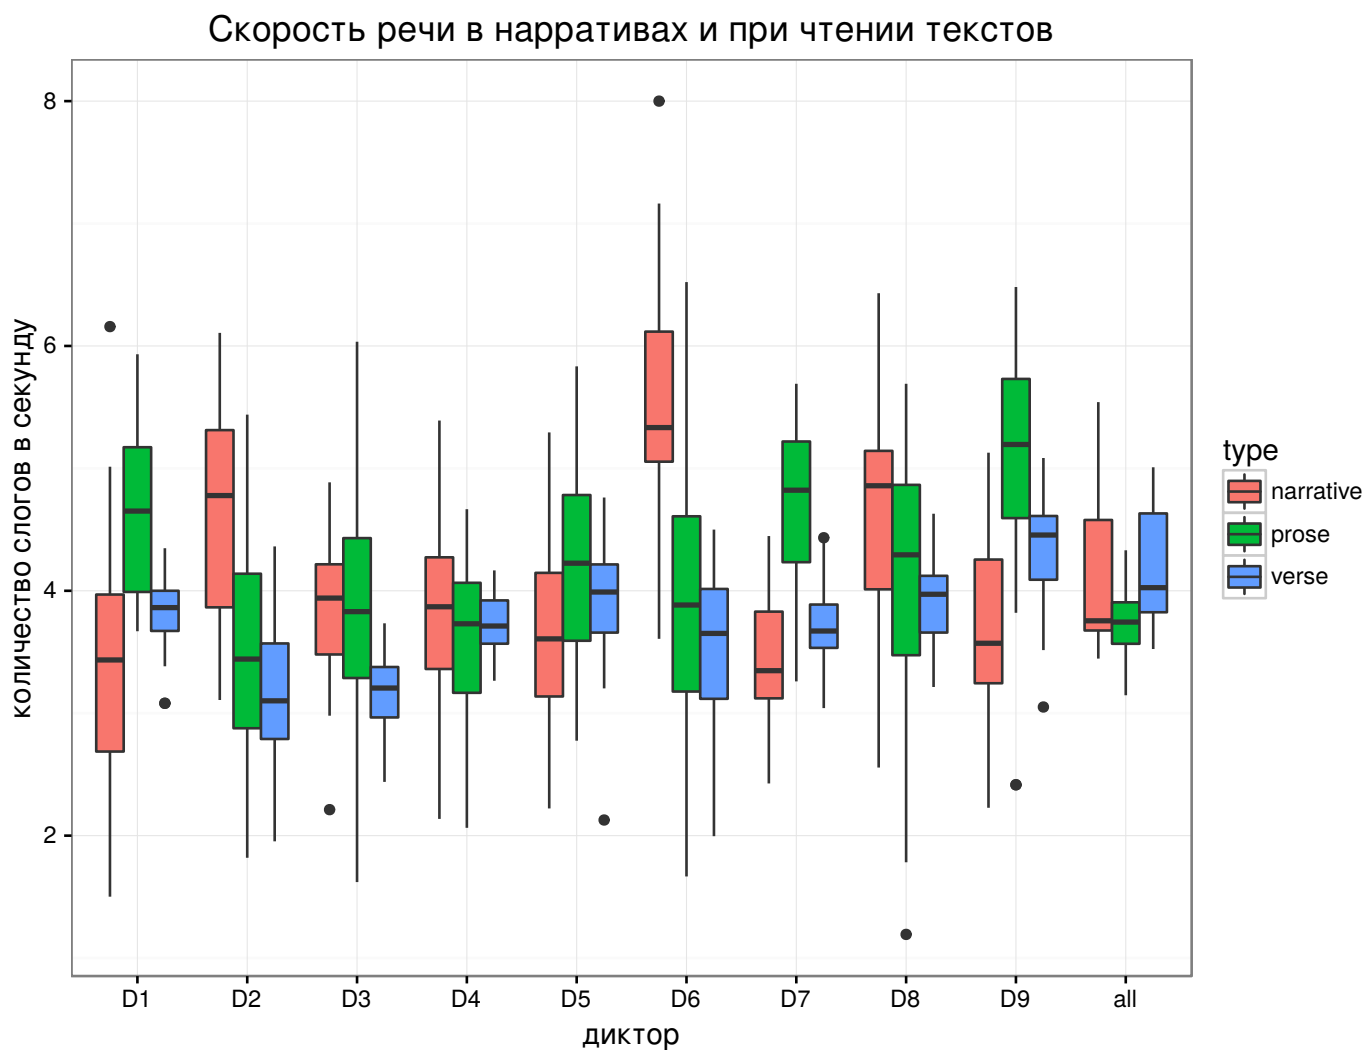 Скорость речи в нарративах и при чтении текстов
количество слогов в секунду
8
6
4
2
D1 D2 D3 D4 D5 D6 D7 D8 D9 all
диктор
type
narrative
prose
verse